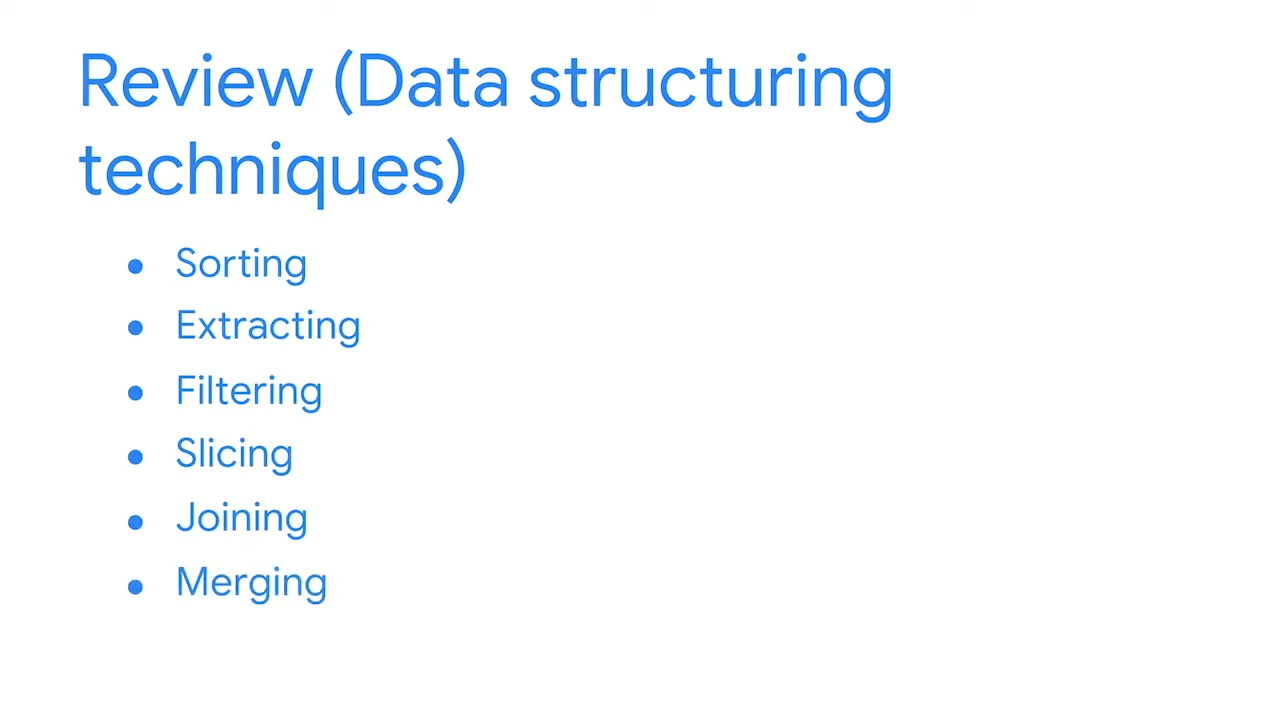 Review (Data structuring
techniques)
● Sorting
● Extracting
● Filtering
● Slicing
● Joining
● Merging